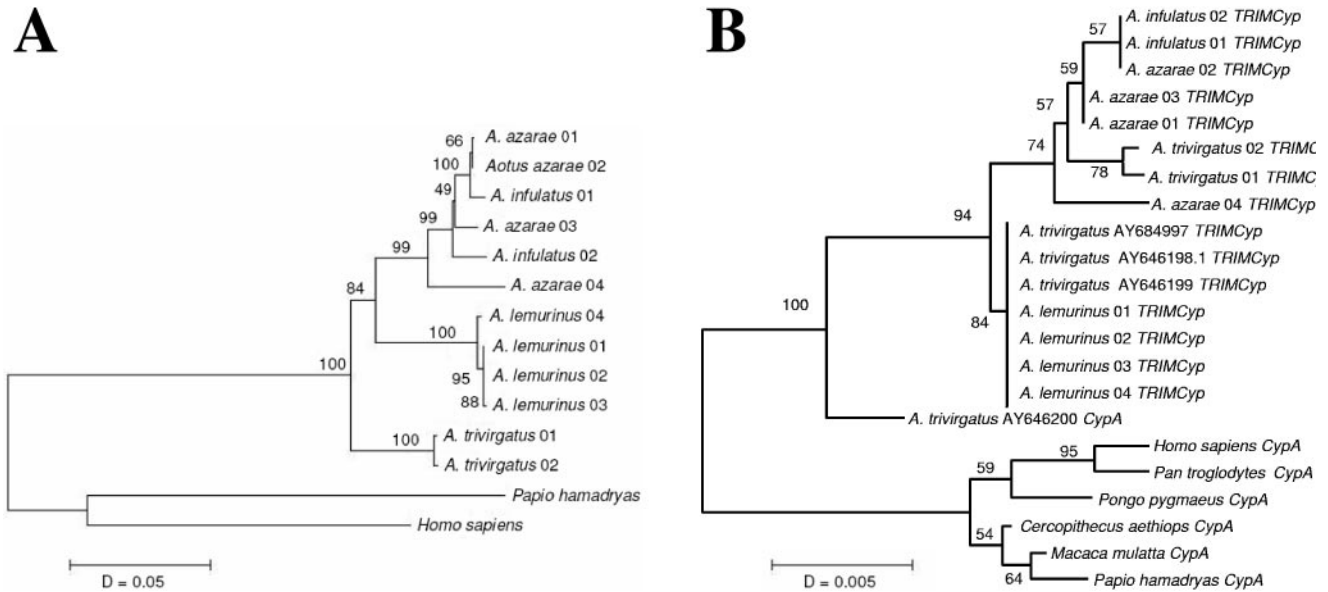 A
66
A. azarae 01
100
Aotus azarae 02
49
A. infulatus 01
99
A. azarae 03
99
A. infulatus 02
84
A. azarae 04
100
A. lemurinus 04
A. lemurinus 01
100
95
A. lemurinus 02
88
A. lemurinus 03
100
A. trivirgatus 01
A. trivirgatus 02
Papio hamadryas
Homo sapiens
D = 0.05
B
57
A. infulatus 02 TRIMCyp
A. infulatus 01 TRIMCyp
59
A. azarae 02 TRIMCyp
57
A. azarae 03 TRIMCyp
A. azarae 01 TRIMCyp
74
A. trivirgatus 02 TRIMC
78
A. trivirgatus 01 TRIMC
A. azarae 04 TRIMCyp
94
A. trivirgatus AY684997 TRIMCyp
A. trivirgatus AY646198.1 TRIMCyp
A. trivirgatus AY646199 TRIMCyp
100
84
A. lemurinus 01 TRIMCyp
A. lemurinus 02 TRIMCyp
A. lemurinus 03 TRIMCyp
A. lemurinus 04 TRIMCyp
A. trivirgatus AY646200 CypA
95
Homo sapiens CypA
59
Pan troglodytes CypA
Pongo pygmaeus CypA
54
Cercopithecus aethiops CypA
Macaca mulatta CypA
64
Papio hamadryas CypA
D = 0.005